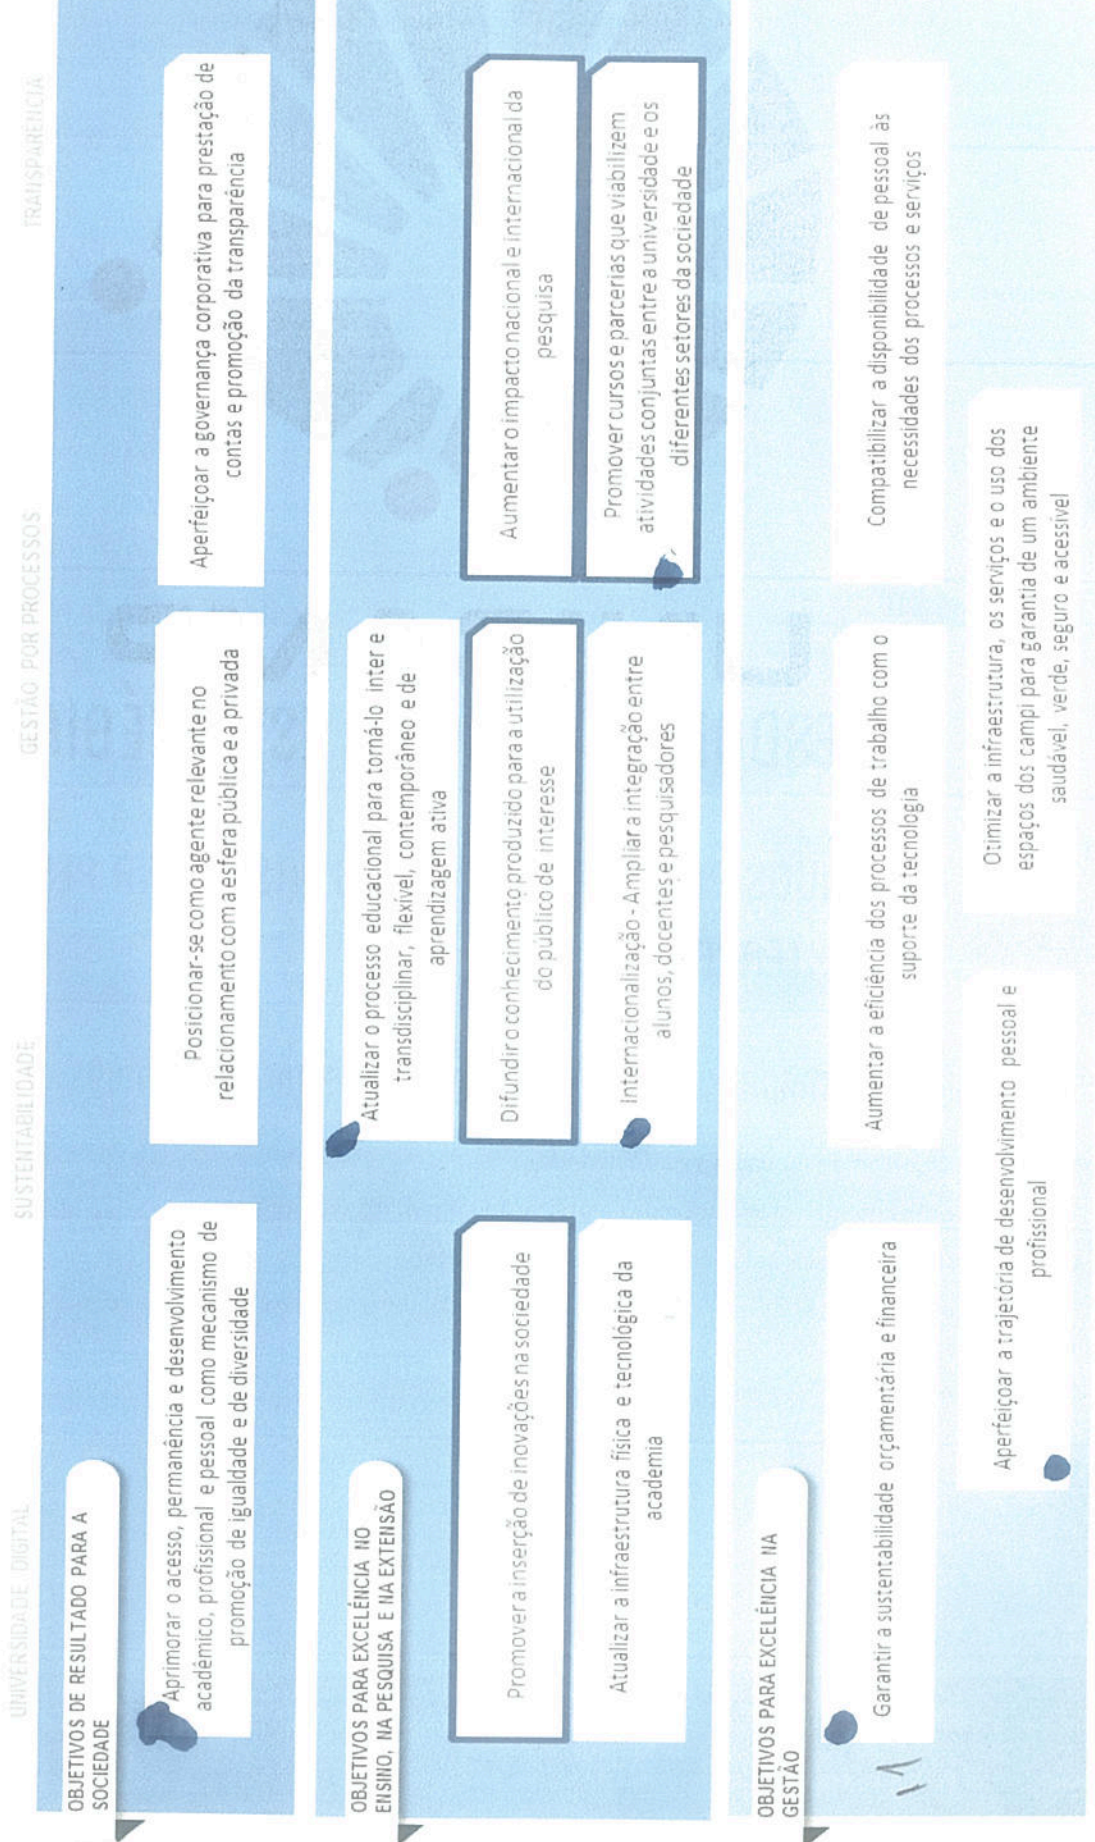 UNIVERSIDADE DIGITAL
SUSTENTABILIDADE
GESTÃO POR PROCESSOS
TRANSPARÊNCIA
OBJETIVOS DE RESULTADO PARA A
SOCIEDADE
Aprimorar o acesso, permanência e desenvolvimento
acadêmico, profissional e pessoal como mecanismo de
promoção de igualdade e de diversidade
Posicionar-se como agente relevante no
relacionamento com a esfera pública e a privada
Aperfeiçoar a governança corporativa para prestação de
contas e promoção da transparência
OBJETIVOS PARA EXCELÊNCIA NO
ENSINO, NA PESQUISA E NA EXTENSÃO
Atualizar o processo educacional para torná-lo inter e
transdisciplinar, flexível, contemporâneo e de
aprendizagem ativa
Promover a inserção de inovações na sociedade
Difundir o conhecimento produzido para a utilização
do público de interesse
Aumentar o impacto nacional e internacional da
pesquisa
Atualizar a infraestrutura física e tecnológica da
academia
Internacionalização - Ampliar a integração entre
alunos, docentes e pesquisadores
Promover cursos e parcerias que viabilizem
atividades conjuntas entre a universidade e os
diferentes setores da sociedade
OBJETIVOS PARA EXCELÊNCIA NA
GESTÃO
Garantir a sustentabilidade orçamentária e financeira
Aumentar a eficiência dos processos de trabalho com o
suporte da tecnologia
Compatibilizar a disponibilidade de pessoal às
necessidades dos processos e serviços
11
Aperfeiçoar a trajetória de desenvolvimento pessoal e
profissional
Otimizar a infraestrutura, os serviços e o uso dos
espaços dos campi para garantia de um ambiente
saudável, verde, seguro e acessível